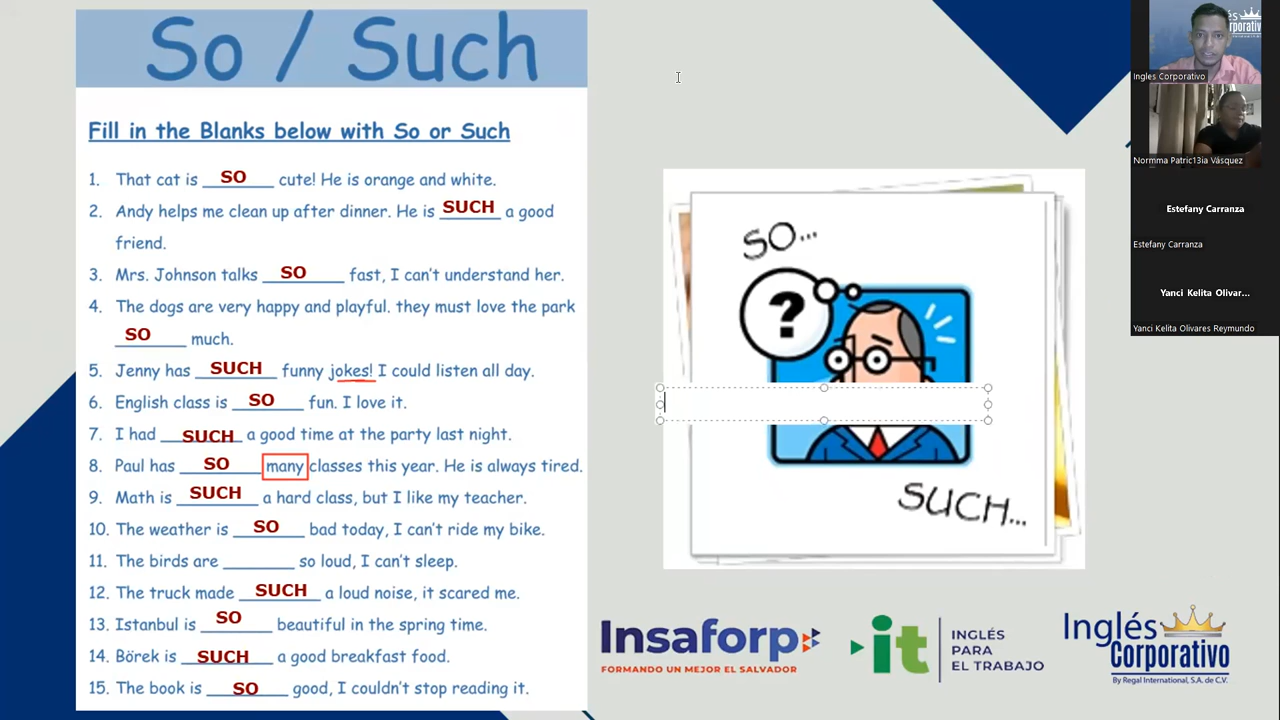 So / Such
Fill in the Blanks below with So or Such
1. That cat is SO cute! He is orange and white.
2. Andy helps me clean up after dinner. He is SUCH a good
friend.
3. Mrs. Johnson talks SO fast, I can't understand her.
4. The dogs are very happy and playful. they must love the park
SO much.
5. Jenny has SUCH funny jokes! I could listen all day.
6. English class is SO fun. I love it.
7. I had SUCH a good time at the party last night.
8. Paul has SO many classes this year. He is always tired.
9. Math is SUCH a hard class, but I like my teacher.
10. The weather is SO bad today, I can't ride my bike.
11. The birds are ________ so loud, I can't sleep.
12. The truck made SUCH a loud noise, it scared me.
13. Istanbul is SO beautiful in the spring time.
14. Börek is SUCH a good breakfast food.
15. The book is SO good, I couldn't stop reading it.
SO...
?
SUCH...
Insaforp
FORMANDO UN MEJOR EL SALVADOR
it
INGLÉS
PARA
EL TRABAJO
Inglés
Corporativo
By Regal International, S.A. de C.V.
Ingles Corporativo
Normma Patric13ia Vásquez
Estefany Carranza
Estefany Carranza
Yanci Kelita Olivar...
Yanci Kelita Olivares Reymundo